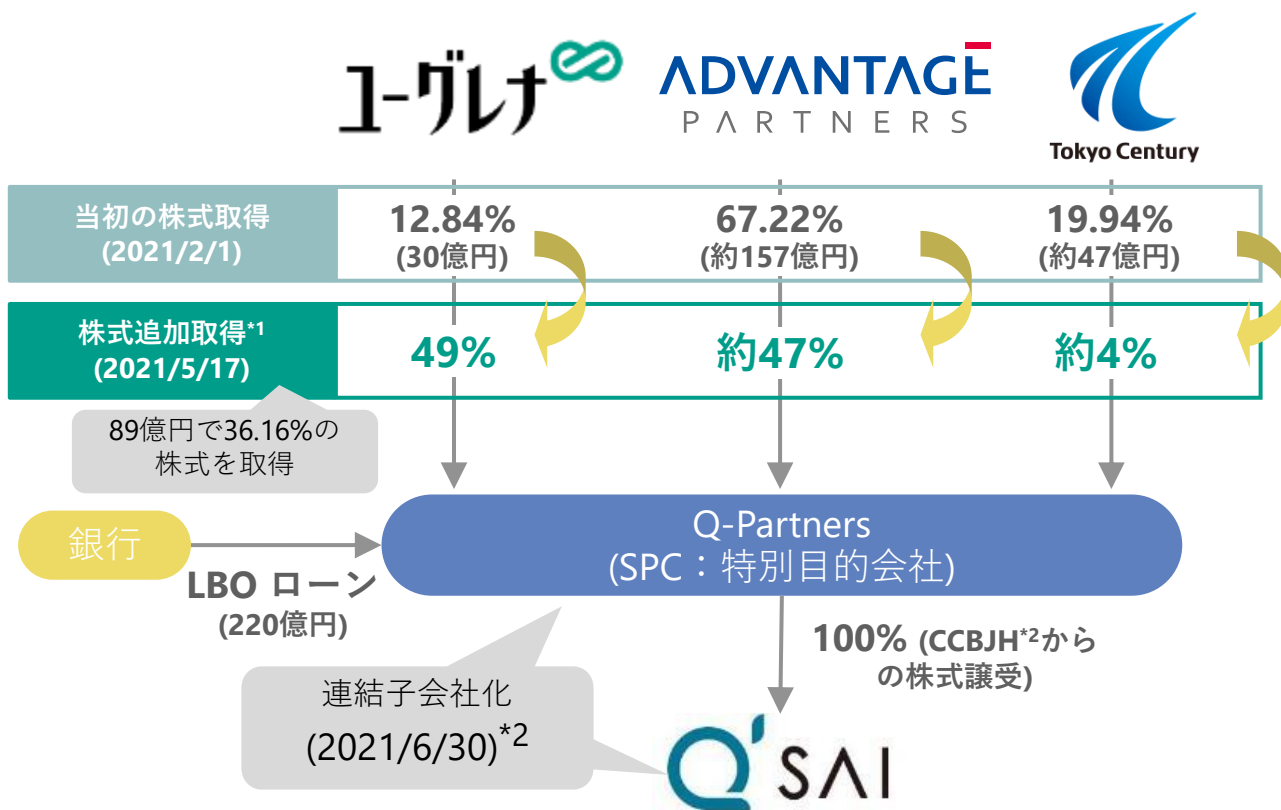 ユーグレナ
ADVANTAGE
PARTNERS
Tokyo Century
当初の株式取得
(2021/2/1)
12.84%
(30億円)
67.22%
(約157億円)
19.94%
(約47億円)
株式追加取得*1
(2021/5/17)
49%
約47%
約4%
89億円で36.16%の
株式を取得
銀行
LBO ローン
(220億円)
Q-Partners
(SPC：特別目的会社)
100% (CCBJH*2から
の株式譲受)
連結子会社化
(2021/6/30)*2
Q'SAI